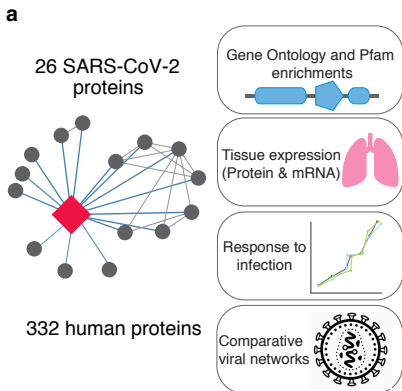 a
26 SARS-CoV-2
proteins
332 human proteins
Gene Ontology and Pfam
enrichments
Tissue expression
(Protein & mRNA)
Response to
infection
Comparative
viral networks